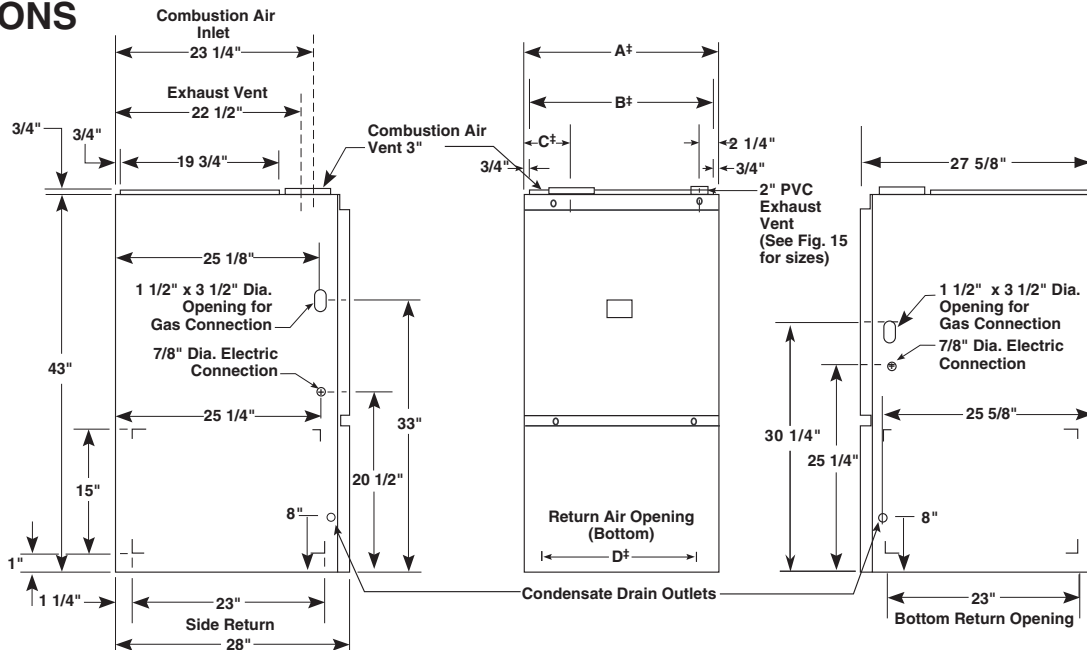 ONS
Combustion Air
Inlet
23 1/4"
Exhaust Vent
22 1/2"
3/4"
3/4"
19 3/4"
Combustion Air
Vent 3"
25 1/8"
1 1/2" x 3 1/2" Dia.
Opening for
Gas Connection
7/8" Dia. Electric
Connection
43"
25 1/4"
33"
20 1/2"
15"
8"
1"
1 1/4"
23"
Side Return
28"
A‡
B‡
C‡
2 1/4"
3/4"
3/4"
2" PVC
Exhaust
Vent
(See Fig. 15
for sizes)
Return Air Opening
(Bottom)
D‡
Condensate Drain Outlets
27 5/8"
1 1/2" x 3 1/2" Dia.
Opening for
Gas Connection
7/8" Dia. Electric
Connection
25 5/8"
30 1/4"
25 1/4"
8"
23"
Bottom Return Opening